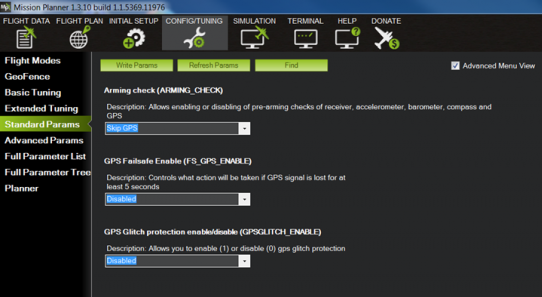 Mission Planner 1.3.10 build 1.1.5369.11976
FLIGHT DATA FLIGHT PLAN INITIAL SETUP CONFIG/TUNING SIMULATION TERMINAL HELP DONATE
Flight Modes
GeoFence
Basic Tuning
Extended Tuning
Standard Params
Advanced Params
Full Parameter List
Full Parameter Tree
Planner
Write Params Refresh Params Find Advanced Menu View
Arming check (ARMING_CHECK)
Description: Allows enabling or disabling of pre-arming checks of receiver, accelerometer, barometer, compass and
GPS
Skip GPS
GPS Failsafe Enable (FS_GPS_ENABLE)
Description: Controls what action will be taken if GPS signal is lost for at
least 5 seconds
Disabled
GPS Glitch protection enable/disable (GPSGLITCH_ENABLE)
Description: Allows you to enable (1) or disable (0) gps glitch protection
Disabled